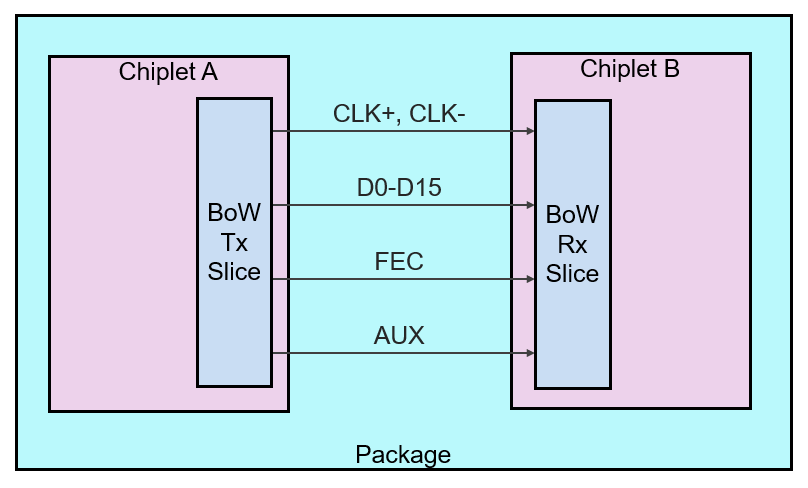 Chiplet A
Chiplet B
CLK+, CLK-
D0-D15
BoW
Tx
Slice
BoW
Rx
Slice
FEC
AUX
Package